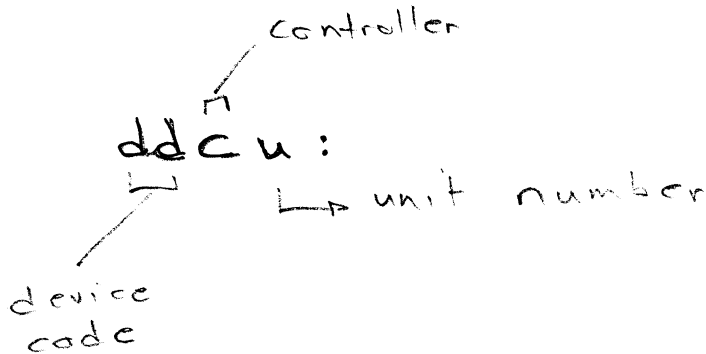 controller
ddcu:
unit number
device
code